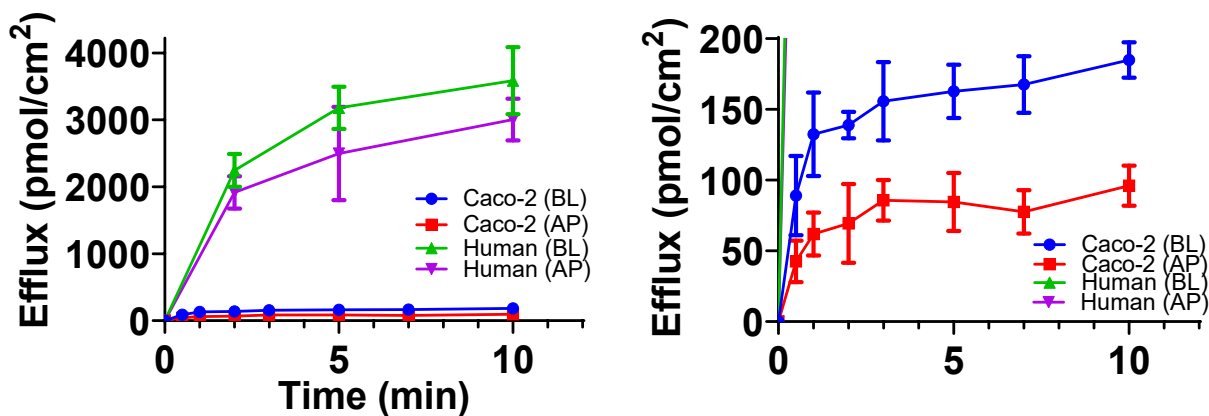 Efflux (pmol/cm²)
4000
3000
2000
1000
0
0
5
10
Time (min)
Caco-2 (BL)
Caco-2 (AP)
Human (BL)
Human (AP)
Efflux (pmol/cm²)
200
150
100
50
0
0
5
10
Caco-2 (BL)
Caco-2 (AP)
Human (BL)
Human (AP)